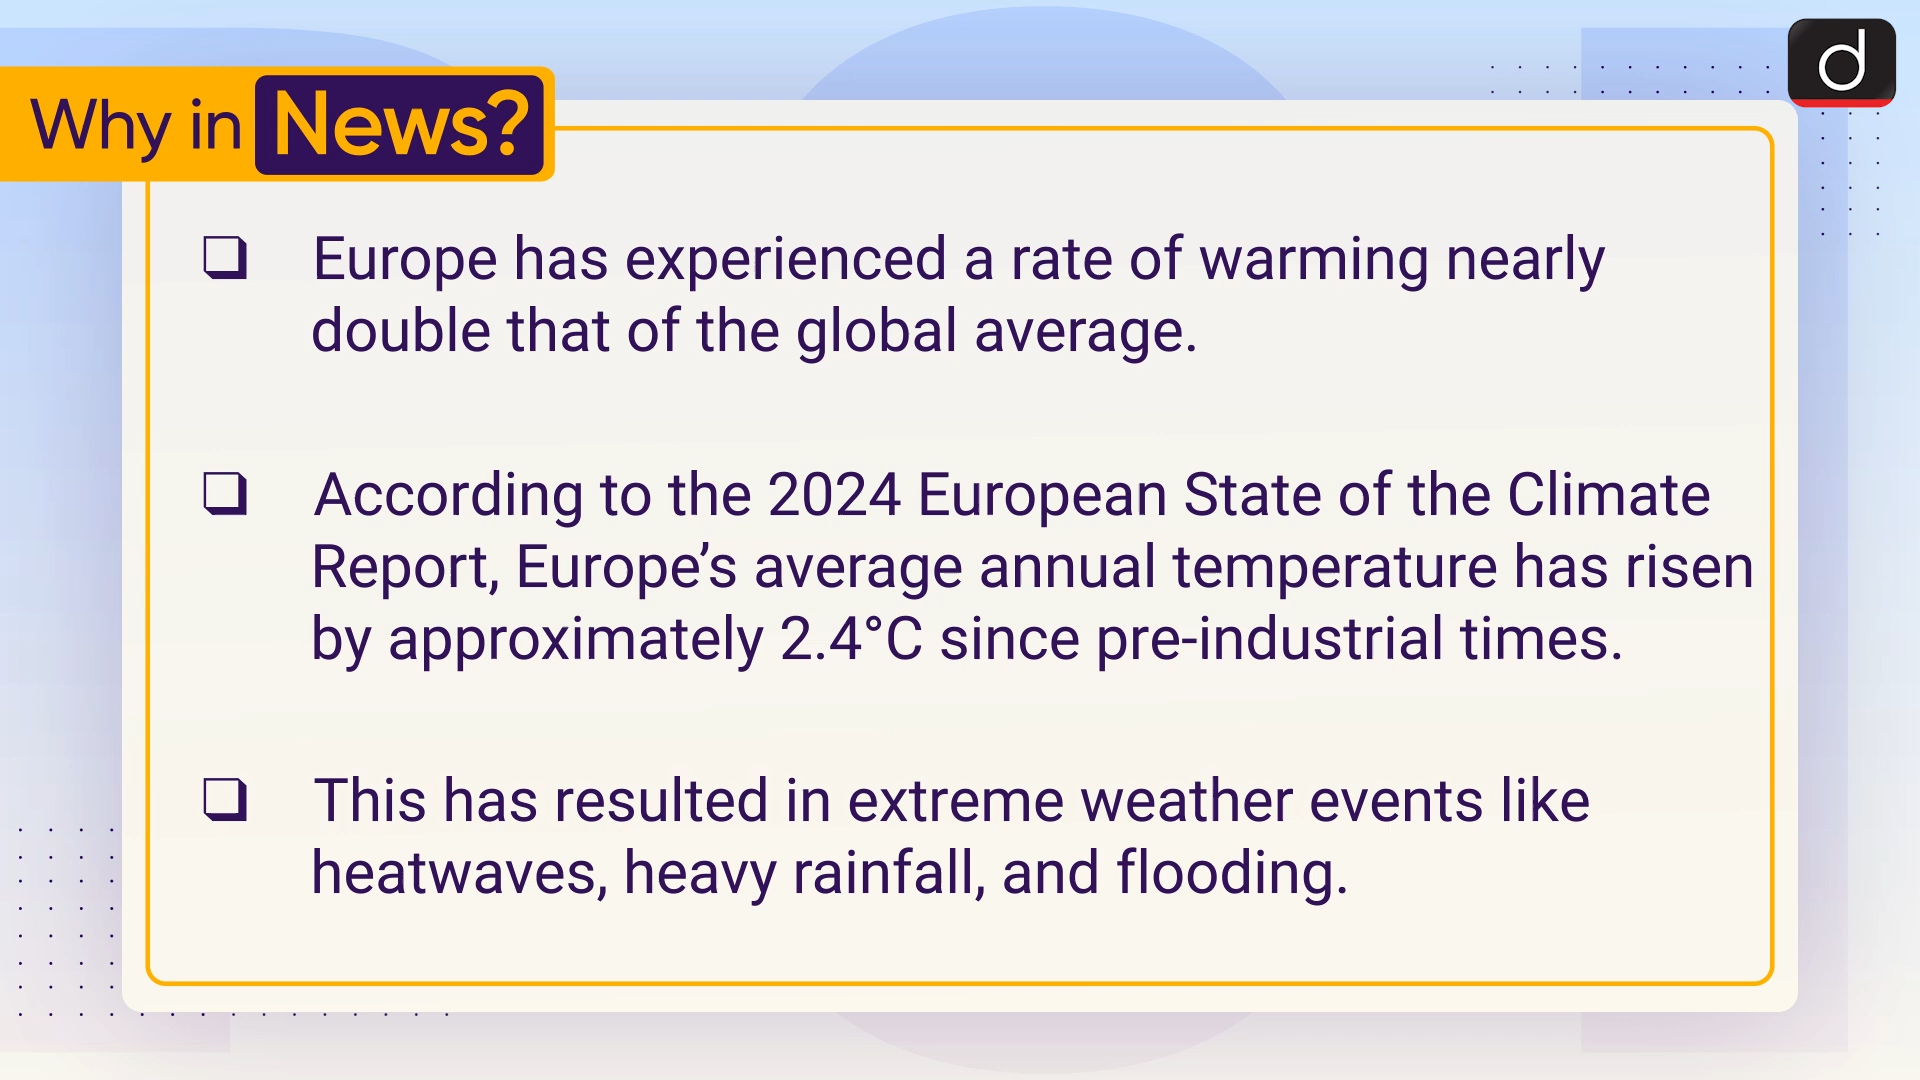 Why in News?
❑ Europe has experienced a rate of warming nearly
double that of the global average.
❑ According to the 2024 European State of the Climate
Report, Europe’s average annual temperature has risen
by approximately 2.4°C since pre-industrial times.
❑ This has resulted in extreme weather events like
heatwaves, heavy rainfall, and flooding.
d